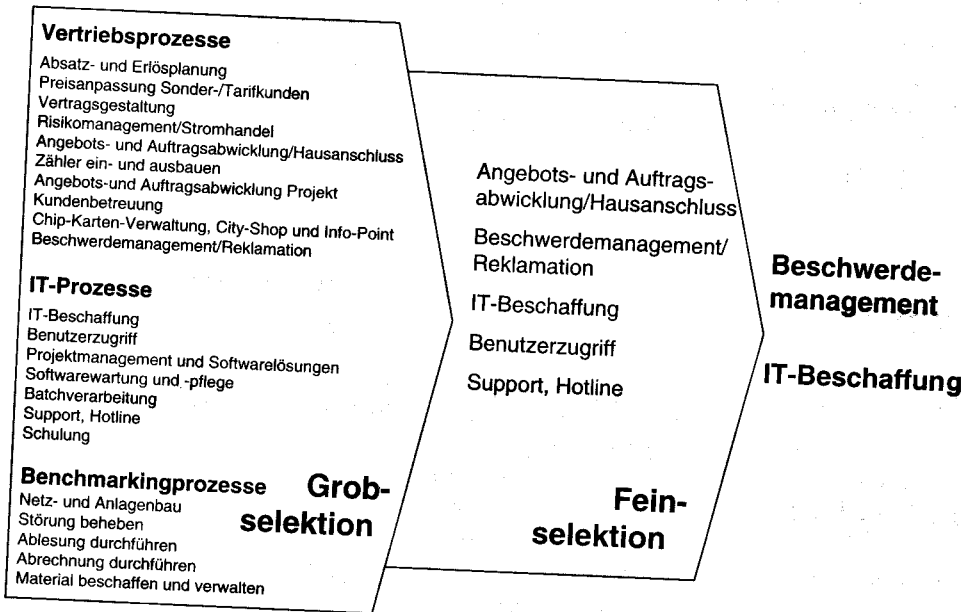 Vertriebsprozesse
Absatz- und Erlösplanung
Preisanpassung Sonder-/Tarifkunden
Vertragsgestaltung
Risikomanagement/Stromhandel
Angebots- und Auftragsabwicklung/Hausanschluss
Zähler ein- und ausbauen
Angebots-und Auftragsabwicklung Projekt
Kundenbetreuung
Chip-Karten-Verwaltung, City-Shop und Info-Point
Beschwerdemanagement/Reklamation
IT-Prozesse
IT-Beschaffung
Benutzerzugriff
Projektmanagement und Softwarelösungen
Softwarewartung und -pflege
Batchverarbeitung
Support, Hotline
Schulung
Benchmarkingprozesse
Netz- und Anlagenbau
Störung beheben
Ablesung durchführen
Abrechnung durchführen
Material beschaffen und verwalten
Grob-
selektion
Angebots- und Auftrags-
abwicklung/Hausanschluss
Beschwerdemanagement/
Reklamation
IT-Beschaffung
Benutzerzugriff
Support, Hotline
Fein-
selektion
Beschwerde-
management
IT-Beschaffung